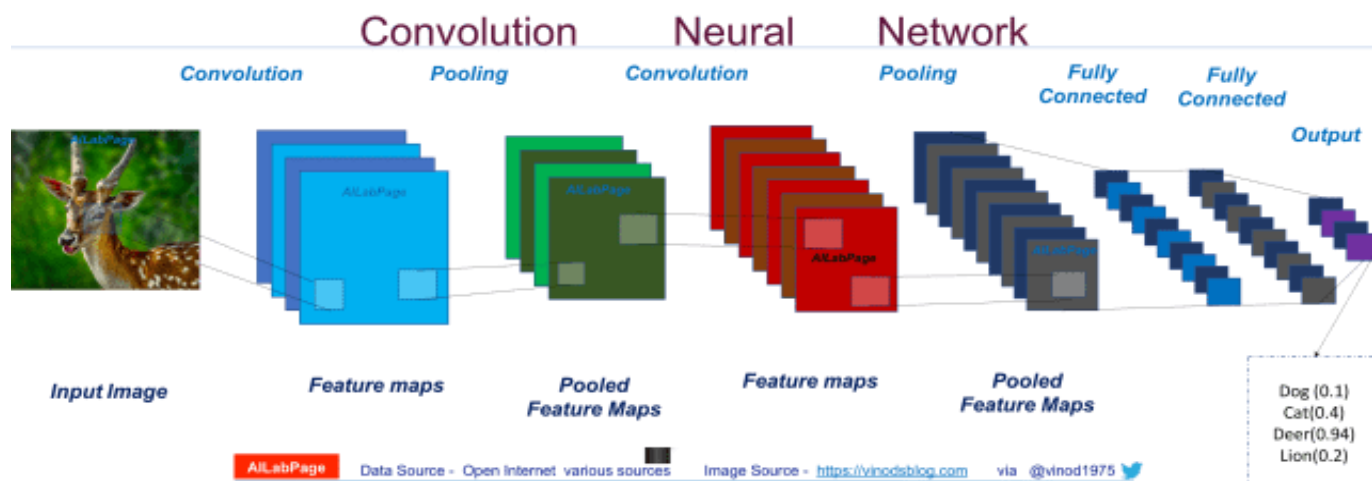 Convolution Neural Network
Convolution Pooling Convolution Pooling Fully Connected Fully Connected Output
AILabPage
AILabPage
AILabPage
AILabPage
AILabPage
Input Image Feature maps Pooled Feature Maps Feature maps Pooled Feature Maps
Dog (0.1)
Cat(0.4)
Deer(0.94)
Lion(0.2)
AILabPage Data Source - Open Internet various sources Image Source - https://vinodsblog.com via @vinod1975